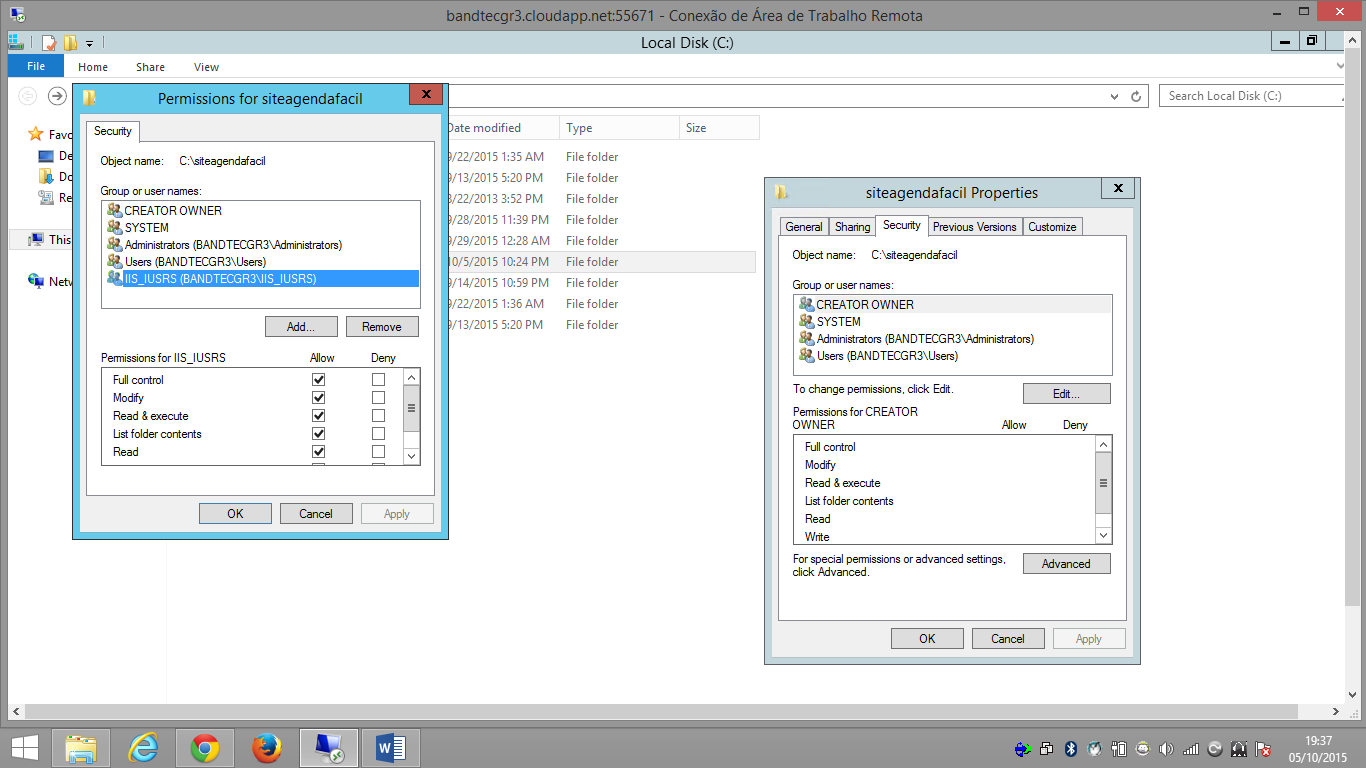 bandtecgr3.cloudapp.net:55671 - Conexão de Área de Trabalho Remota
Local Disk (C:)
File Home Share View
Search Local Disk (C:)
Permissions for siteagendafacil
Security
Object name: C:\siteagendafacil
Group or user names:
CREATOR OWNER
SYSTEM
Administrators (BANDTECGR3\Administrators)
Users (BANDTECGR3\Users)
IIS_IUSRS (BANDTECGR3\IIS_IUSRS)
Add... Remove
Permissions for IIS_IUSRS Allow Deny
Full control
Modify
Read & execute
List folder contents
Read
OK Cancel Apply
Favo
De
Do
Re
This
Netw
Date modified Type Size
9/22/2015 1:35 AM File folder
9/13/2015 5:20 PM File folder
8/22/2013 3:52 PM File folder
9/28/2015 11:39 PM File folder
9/29/2015 12:28 AM File folder
10/5/2015 10:24 PM File folder
9/14/2015 10:59 PM File folder
9/22/2015 1:36 AM File folder
9/13/2015 5:20 PM File folder
siteagendafacil Properties
General Sharing Security Previous Versions Customize
Object name: C:\siteagendafacil
Group or user names:
CREATOR OWNER
SYSTEM
Administrators (BANDTECGR3\Administrators)
Users (BANDTECGR3\Users)
To change permissions, click Edit. Edit...
Permissions for CREATOR
OWNER Allow Deny
Full control
Modify
Read & execute
List folder contents
Read
Write
For special permissions or advanced settings,
click Advanced. Advanced
OK Cancel Apply
19:37
05/10/2015